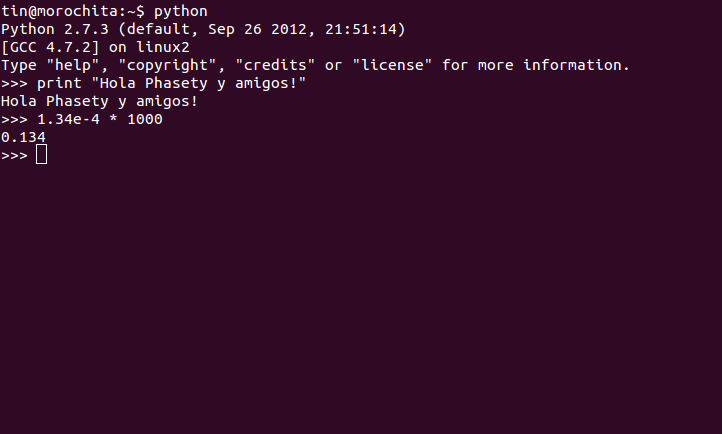 tin@morochita:~$ python
Python 2.7.3 (default, Sep 26 2012, 21:51:14)
[GCC 4.7.2] on linux2
Type "help", "copyright", "credits" or "license" for more information.
>>> print "Hola Phasety y amigos!"
Hola Phasety y amigos!
>>> 1.34e-4 * 1000
0.134
>>>